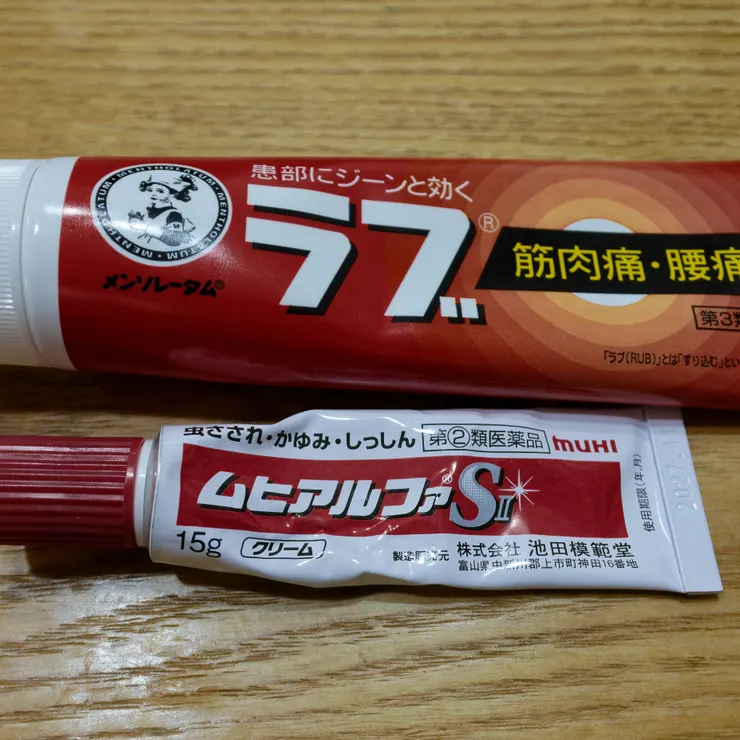 MENTHOLATUM・MENTHOLATUM・MENTHOLATUM・
メンソレータム®
患部にジーンと効く
ラブ®
筋肉痛・腰痛
第3類
「ラブ(RUB)」とは「すり込む」とい
虫さされ・かゆみ・しっしん 第②類医薬品 MUHI
ムヒアルファ®SII
15g クリーム
製造販売元 株式会社 池田模範堂
富山県中新川郡上市町神田16番地
使用期限(年.月)